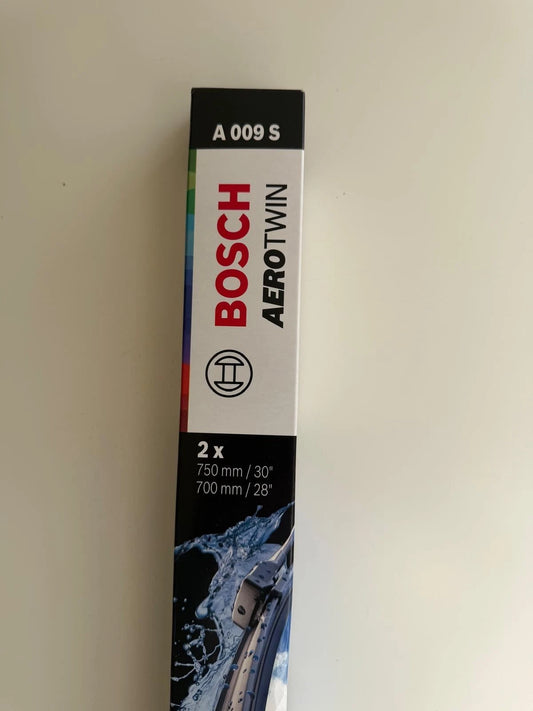 A 009 S
BOSCH
AEROTWIN
2 x
750 mm / 30"
700 mm / 28"